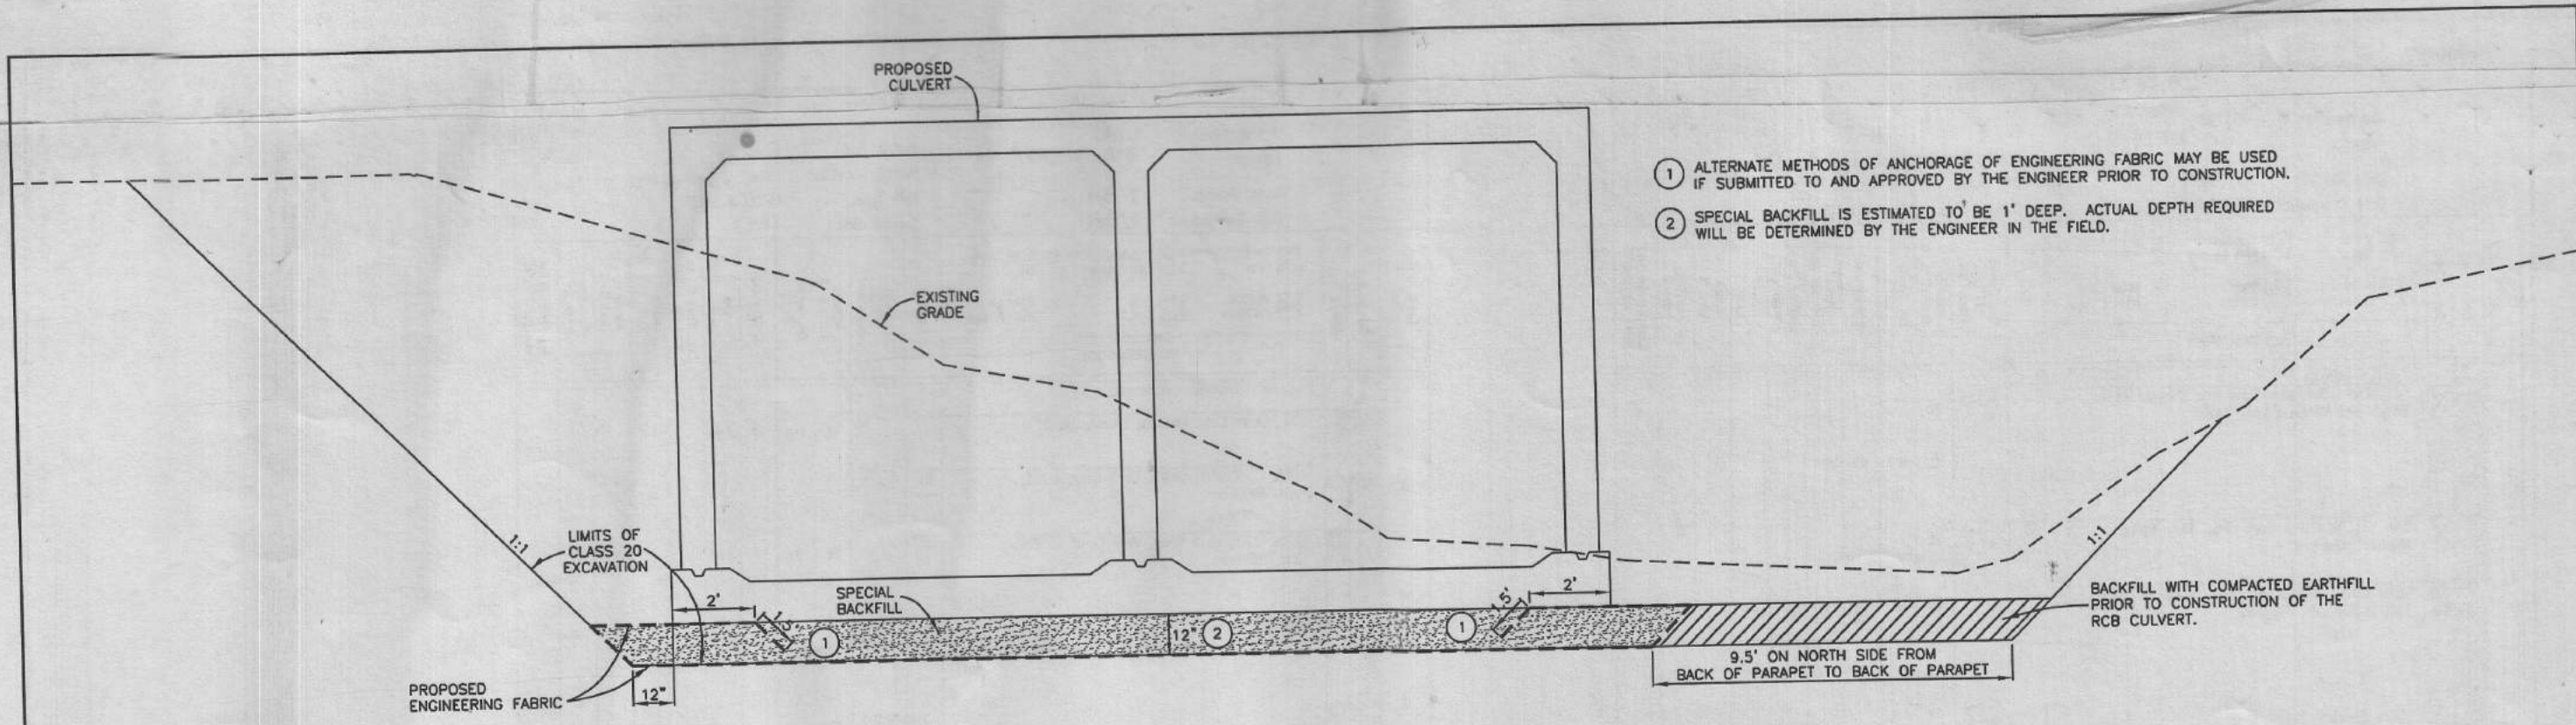 PROPOSED
CULVERT
1 ALTERNATE METHODS OF ANCHORAGE OF ENGINEERING FABRIC MAY BE USED
IF SUBMITTED TO AND APPROVED BY THE ENGINEER PRIOR TO CONSTRUCTION.
2 SPECIAL BACKFILL IS ESTIMATED TO BE 1' DEEP. ACTUAL DEPTH REQUIRED
WILL BE DETERMINED BY THE ENGINEER IN THE FIELD.
EXISTING
GRADE
1:1
LIMITS OF
CLASS 20
EXCAVATION
1:1
2'
1.5'
SPECIAL
BACKFILL
1.5'
2'
1
12" 2
1
BACKFILL WITH COMPACTED EARTHFILL
PRIOR TO CONSTRUCTION OF THE
RCB CULVERT.
9.5' ON NORTH SIDE FROM
BACK OF PARAPET TO BACK OF PARAPET
PROPOSED
ENGINEERING FABRIC
12"